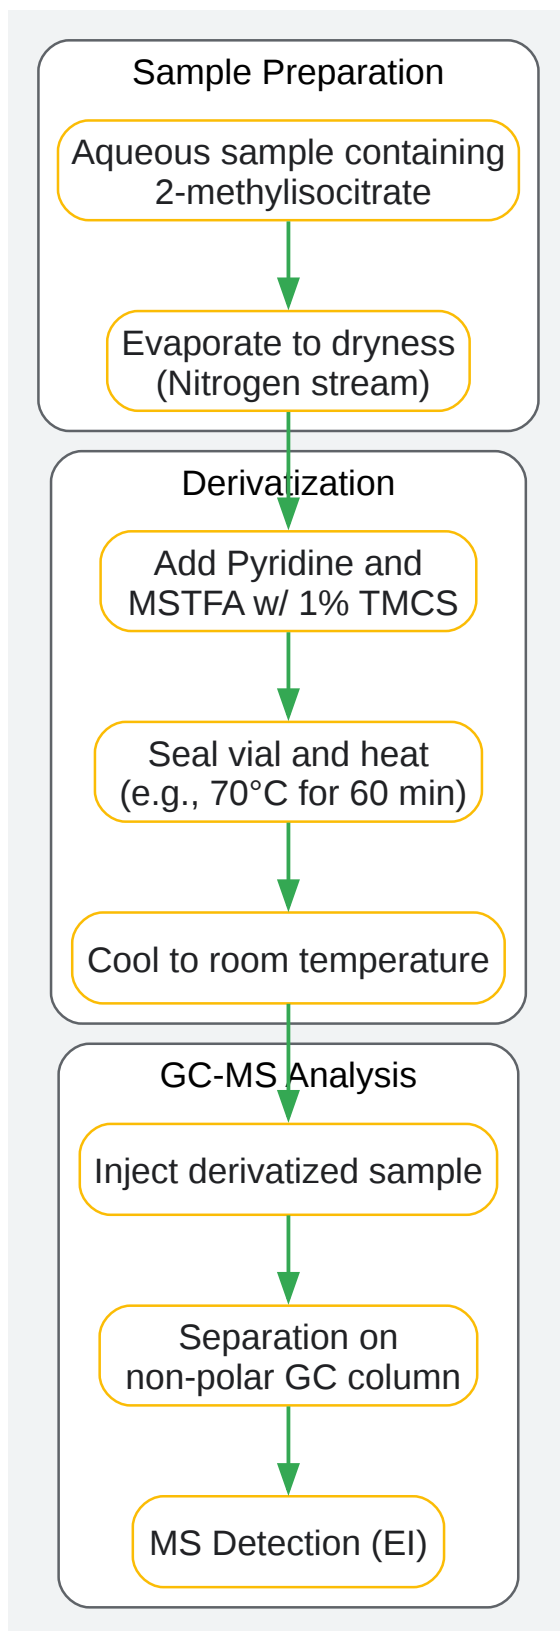 Sample Preparation
Aqueous sample containing
2-methylisocitrate
Evaporate to dryness
(Nitrogen stream)
Derivatization
Add Pyridine and
MSTFA w/ 1% TMCS
Seal vial and heat
(e.g., 70°C for 60 min)
Cool to room temperature
GC-MS Analysis
Inject derivatized sample
Separation on
non-polar GC column
MS Detection (EI)